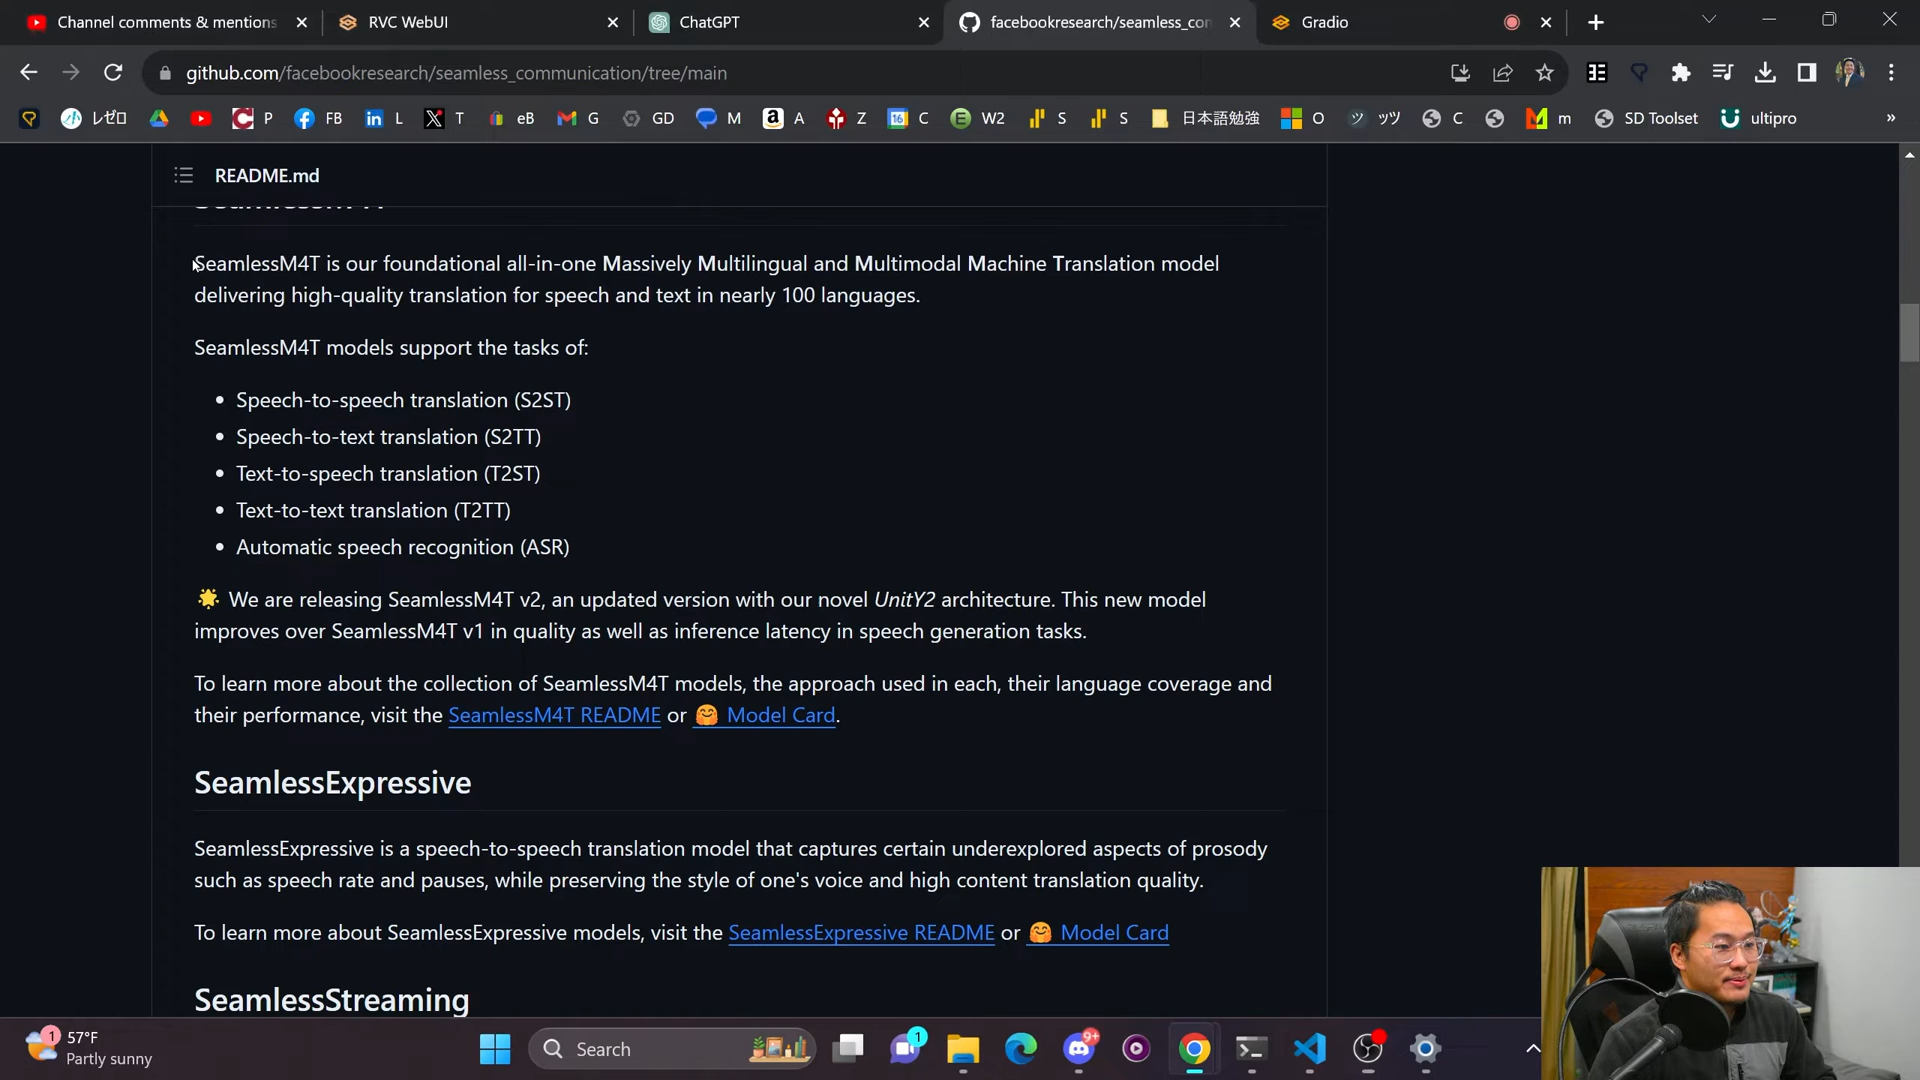 Channel comments & mentions
RVC WebUI
ChatGPT
facebookresearch/seamless_co
Gradio
github.com/facebookresearch/seamless_communication/tree/main
レゼロ
P
FB
L
T
eB
G
GD
M
A
Z
16
C
W2
S
S
日本語勉強
O
ッツ
C
m
SD Toolset
ultipro
»
README.md
SeamlessM4T is our foundational all-in-one Massively Multilingual and Multimodal Machine Translation model
delivering high-quality translation for speech and text in nearly 100 languages.
SeamlessM4T models support the tasks of:
• Speech-to-speech translation (S2ST)
• Speech-to-text translation (S2TT)
• Text-to-speech translation (T2ST)
• Text-to-text translation (T2TT)
• Automatic speech recognition (ASR)
🌟 We are releasing SeamlessM4T v2, an updated version with our novel UnitY2 architecture. This new model
improves over SeamlessM4T v1 in quality as well as inference latency in speech generation tasks.
To learn more about the collection of SeamlessM4T models, the approach used in each, their language coverage and
their performance, visit the SeamlessM4T README or 🤗 Model Card.
SeamlessExpressive
SeamlessExpressive is a speech-to-speech translation model that captures certain underexplored aspects of prosody
such as speech rate and pauses, while preserving the style of one's voice and high content translation quality.
To learn more about SeamlessExpressive models, visit the SeamlessExpressive README or 🤗 Model Card
SeamlessStreaming
1
57°F
Partly sunny
Search
1
9+